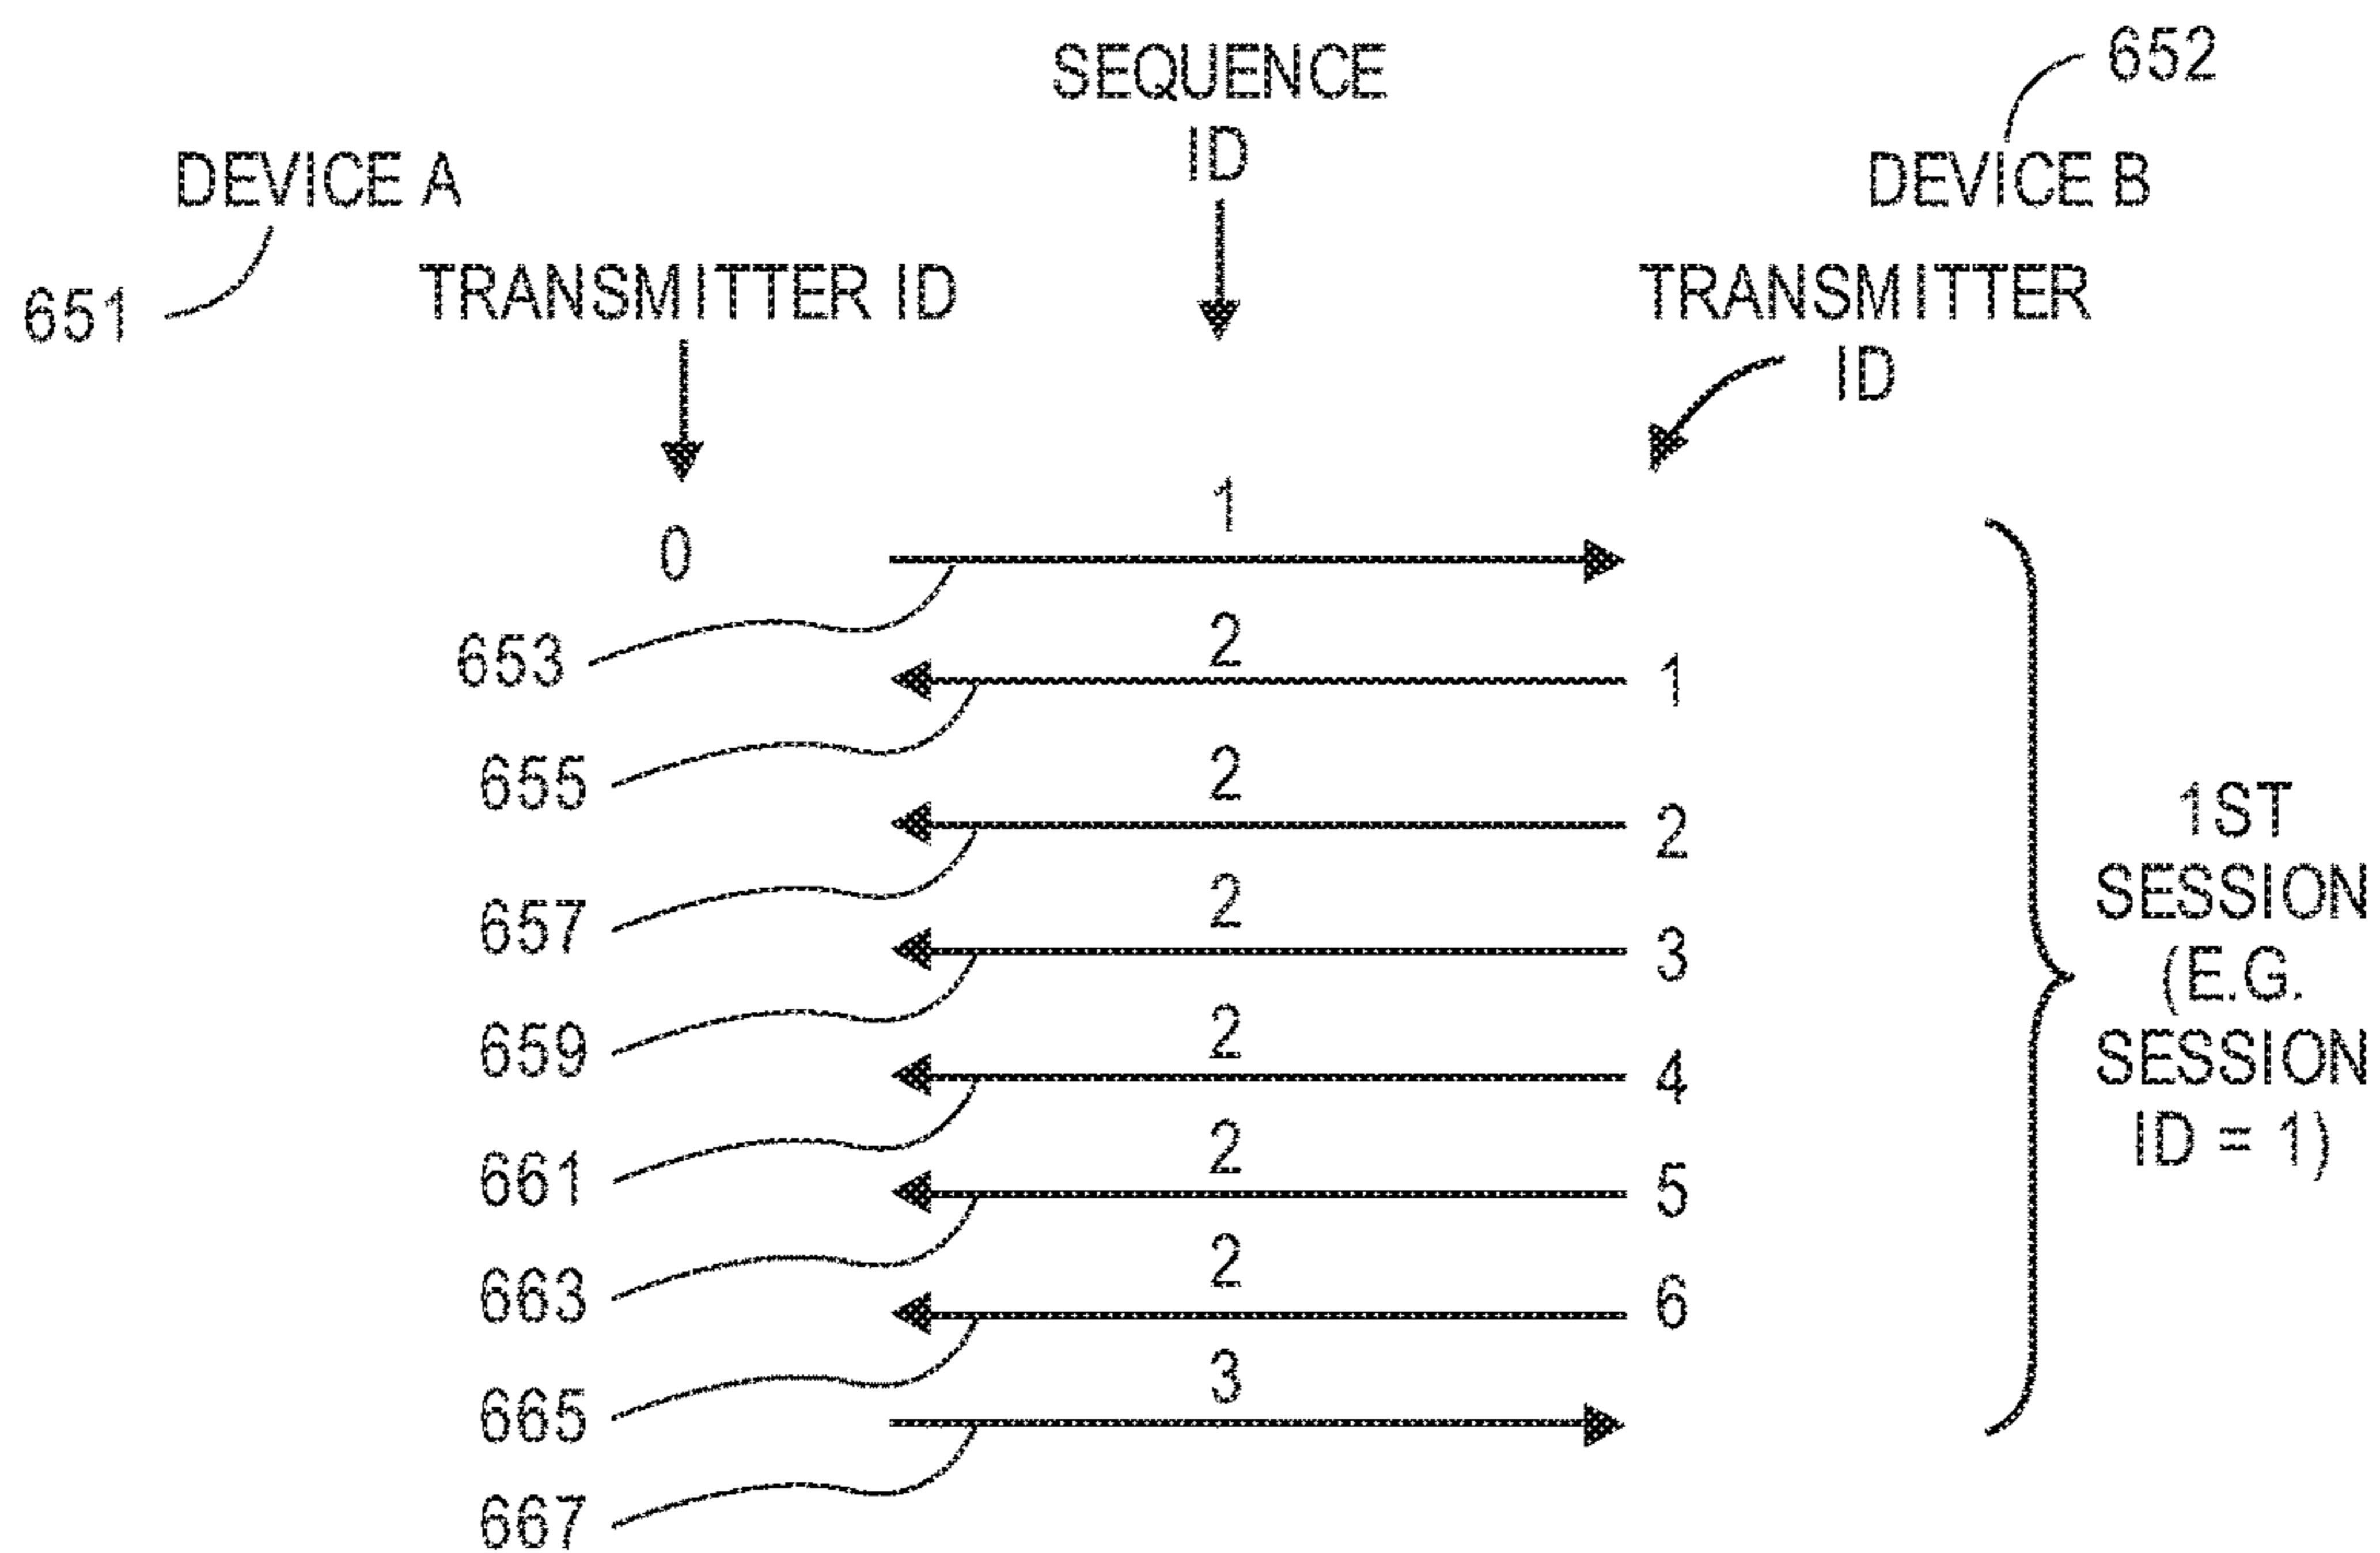 SEQUENCE
ID
652
DEVICE A
DEVICE B
651
TRANSMITTER ID
TRANSMITTER
ID
0
1
653
2
1
655
2
2
657
2
3
659
2
4
661
2
5
663
2
6
665
3
667
1ST
SESSION
(E.G.
SESSION
ID = 1)